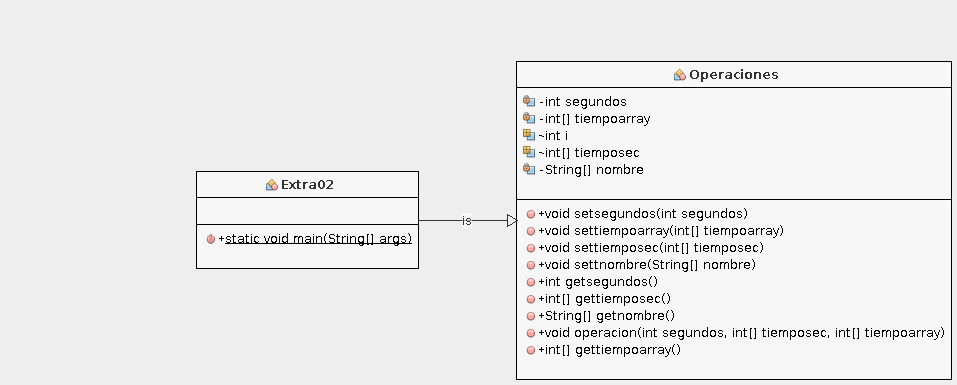 Operaciones
-int segundos
-int[] tiempoarray
~int i
~int[] tiemposec
-String[] nombre
Extra02
+static void main(String[] args)
is
+void setsegundos(int segundos)
+void settiempoarray(int[] tiempoarray)
+void settiemposec(int[] tiemposec)
+void settnombre(String[] nombre)
+int getsegundos()
+int[] gettiemposec()
+String[] getnombre()
+void operacion(int segundos, int[] tiemposec, int[] tiempoarray)
+int[] gettiempoarray()